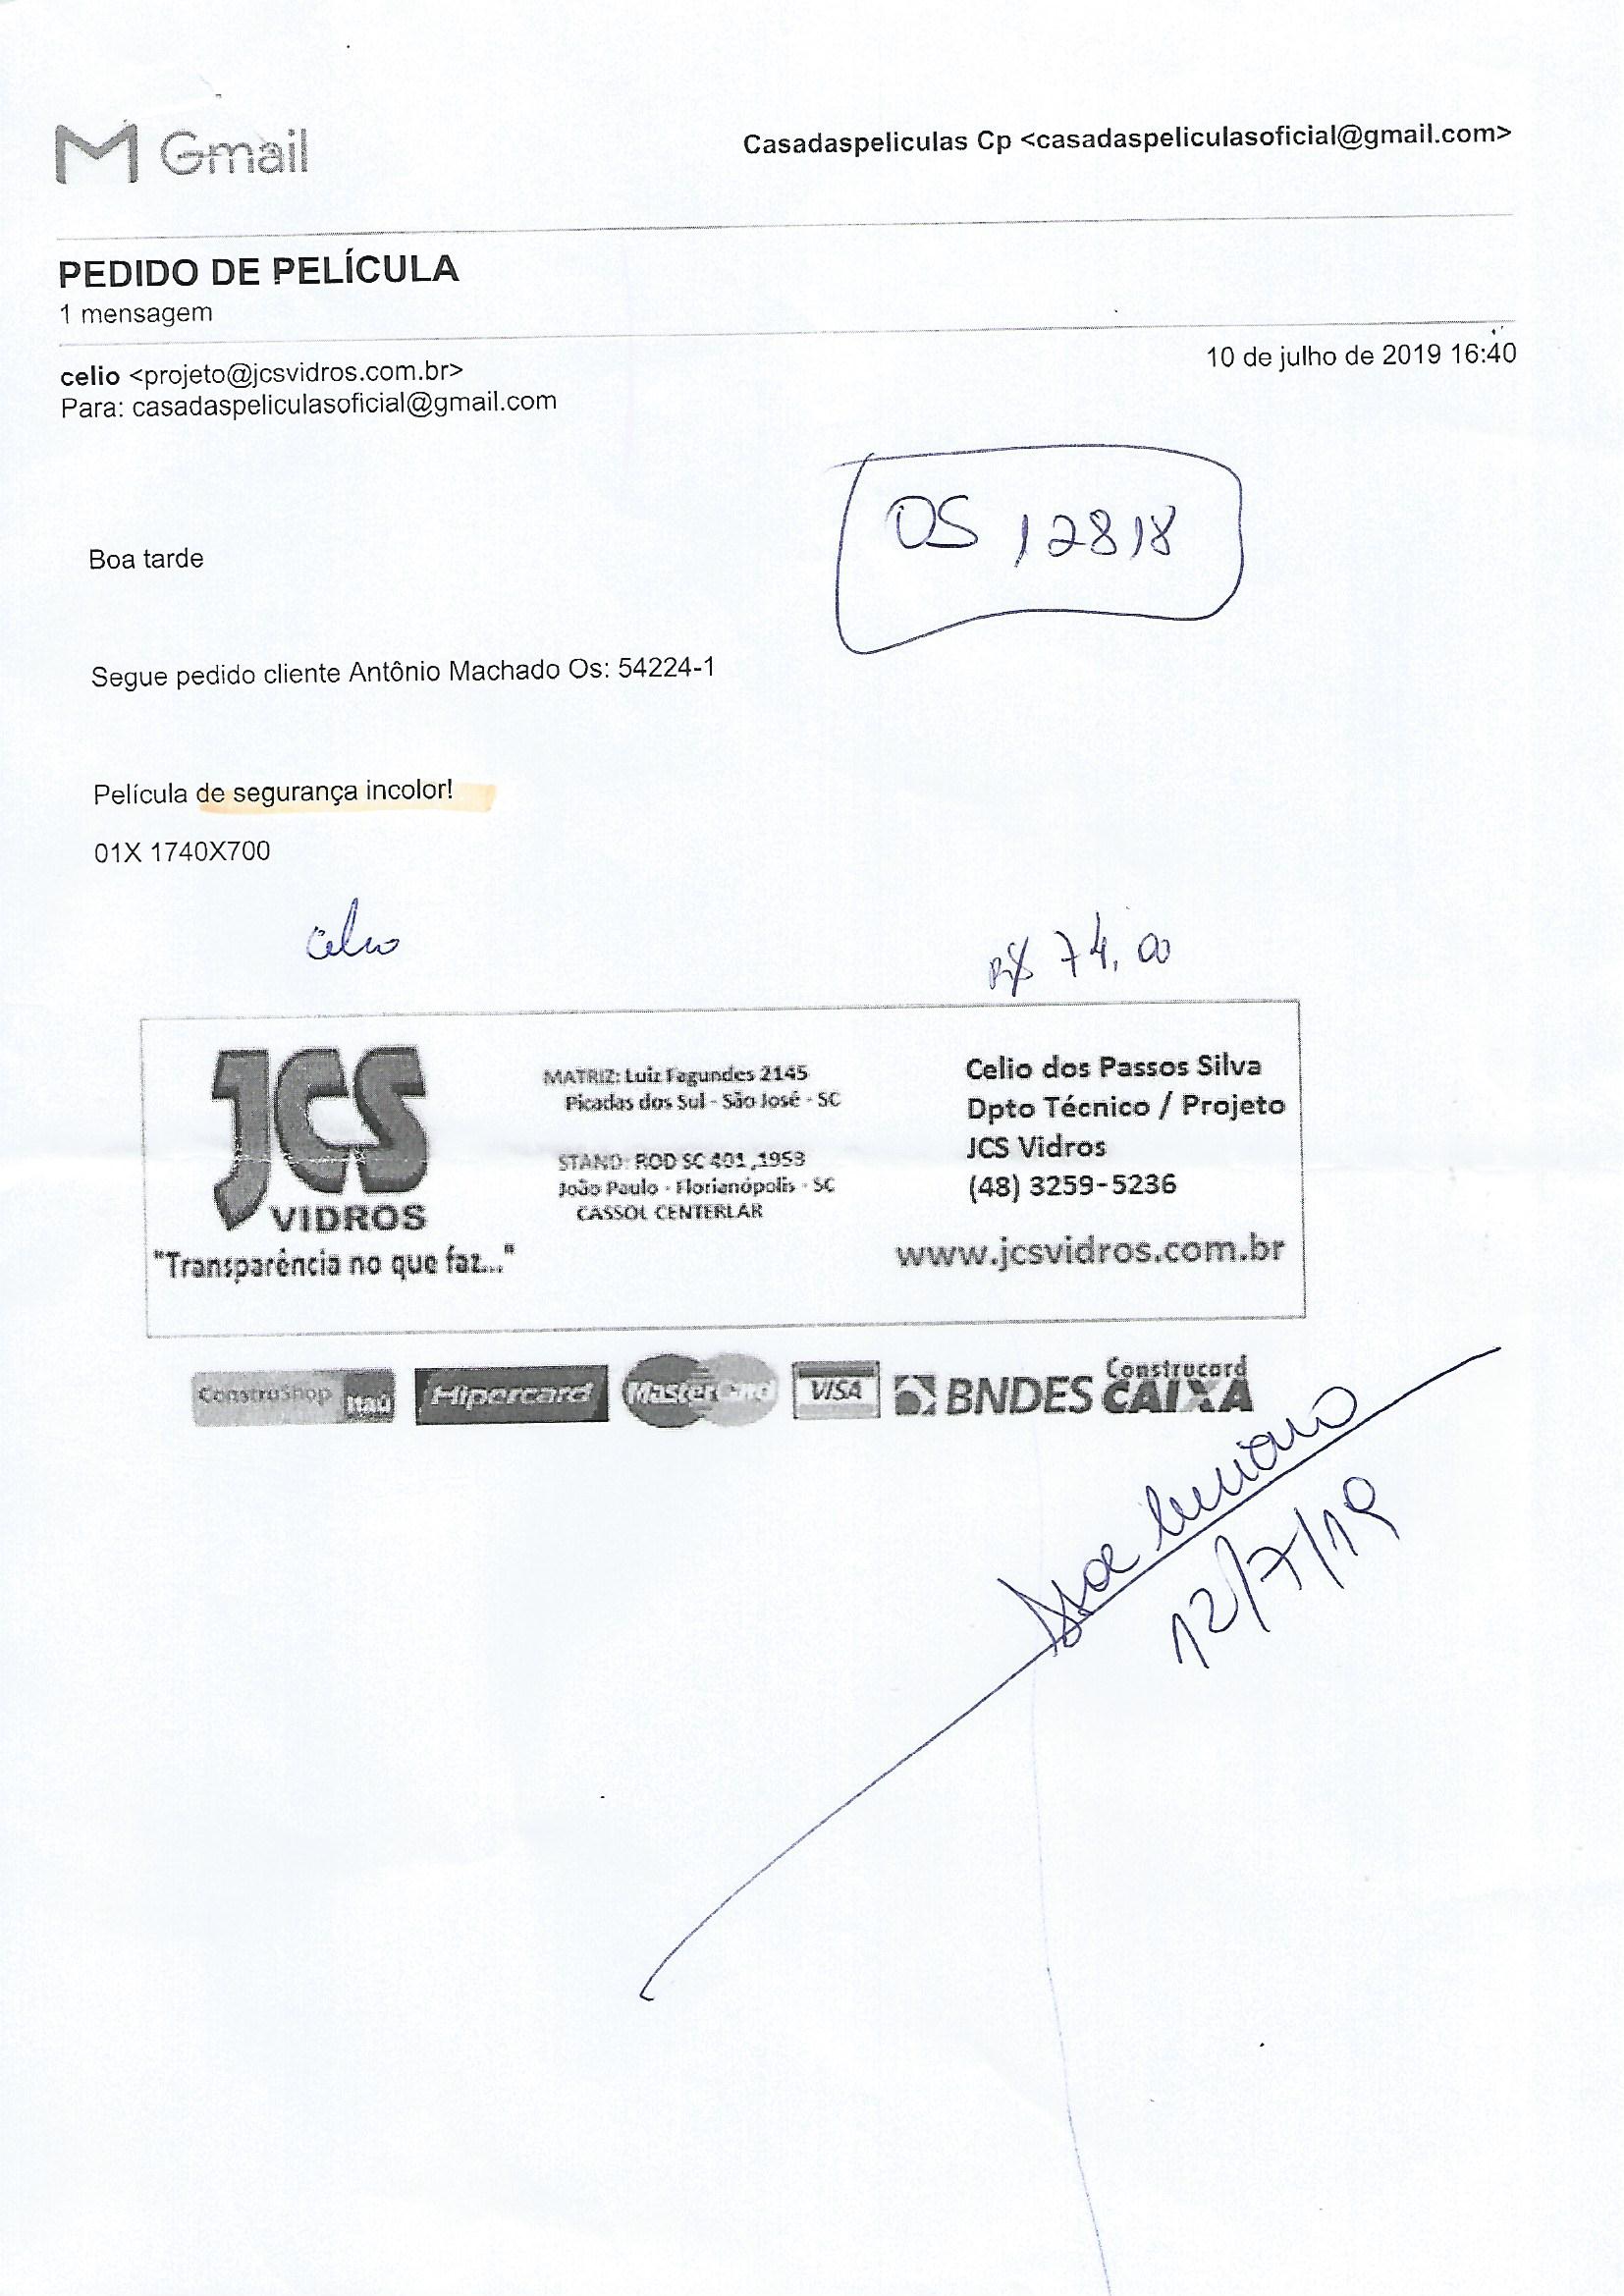 Gmail
Casadaspeliculas Cp <casadaspeliculasoficial@gmail.com>
PEDIDO DE PELÍCULA
1 mensagem
celio <projeto@jcsvidros.com.br>
10 de julho de 2019 16:40
Para: casadaspeliculasoficial@gmail.com
OS 12818
Boa tarde
Segue pedido cliente Antônio Machado Os: 54224-1
Película de segurança incolor!
01X 1740X700
Celio
R$ 74,00
JCS
VIDROS
"Transparência no que faz..."
MATRIZ: Luiz Fagundes 2145
Picadas dos Sul - São José - SC
STAND: ROD SC 401 ,1953
João Paulo - Florianópolis - SC
CASSOL CENTERLAR
Celio dos Passos Silva
Dpto Técnico / Projeto
JCS Vidros
(48) 3259-5236
www.jcsvidros.com.br
ConstruShop Itaú
Hipercard
MasterCard
VISA
BNDES
Construcard
CAIXA
Luciano
12/7/19